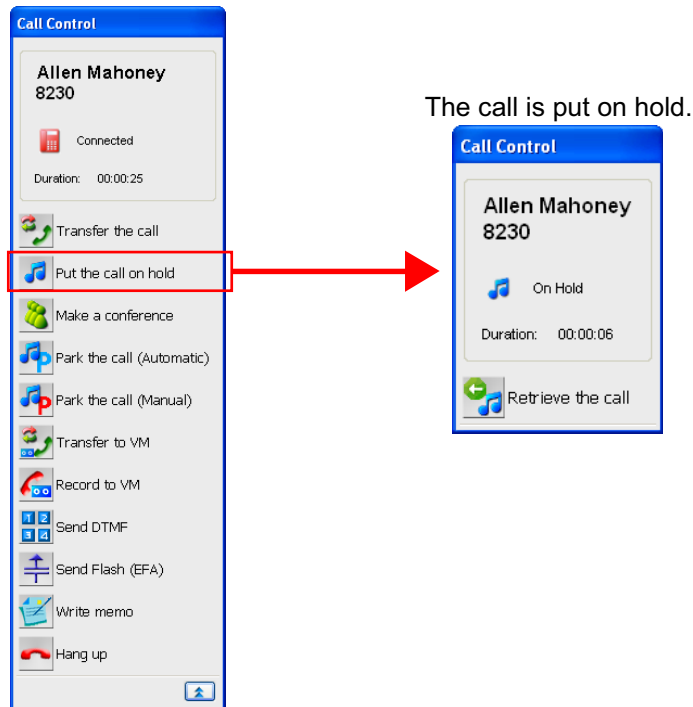 Call Control
Allen Mahoney
8230
Connected
Duration: 00:00:25
Transfer the call
Put the call on hold
Make a conference
Park the call (Automatic)
Park the call (Manual)
Transfer to VM
Record to VM
Send DTMF
Send Flash (EFA)
Write memo
Hang up
The call is put on hold.
Call Control
Allen Mahoney
8230
On Hold
Duration: 00:00:06
Retrieve the call